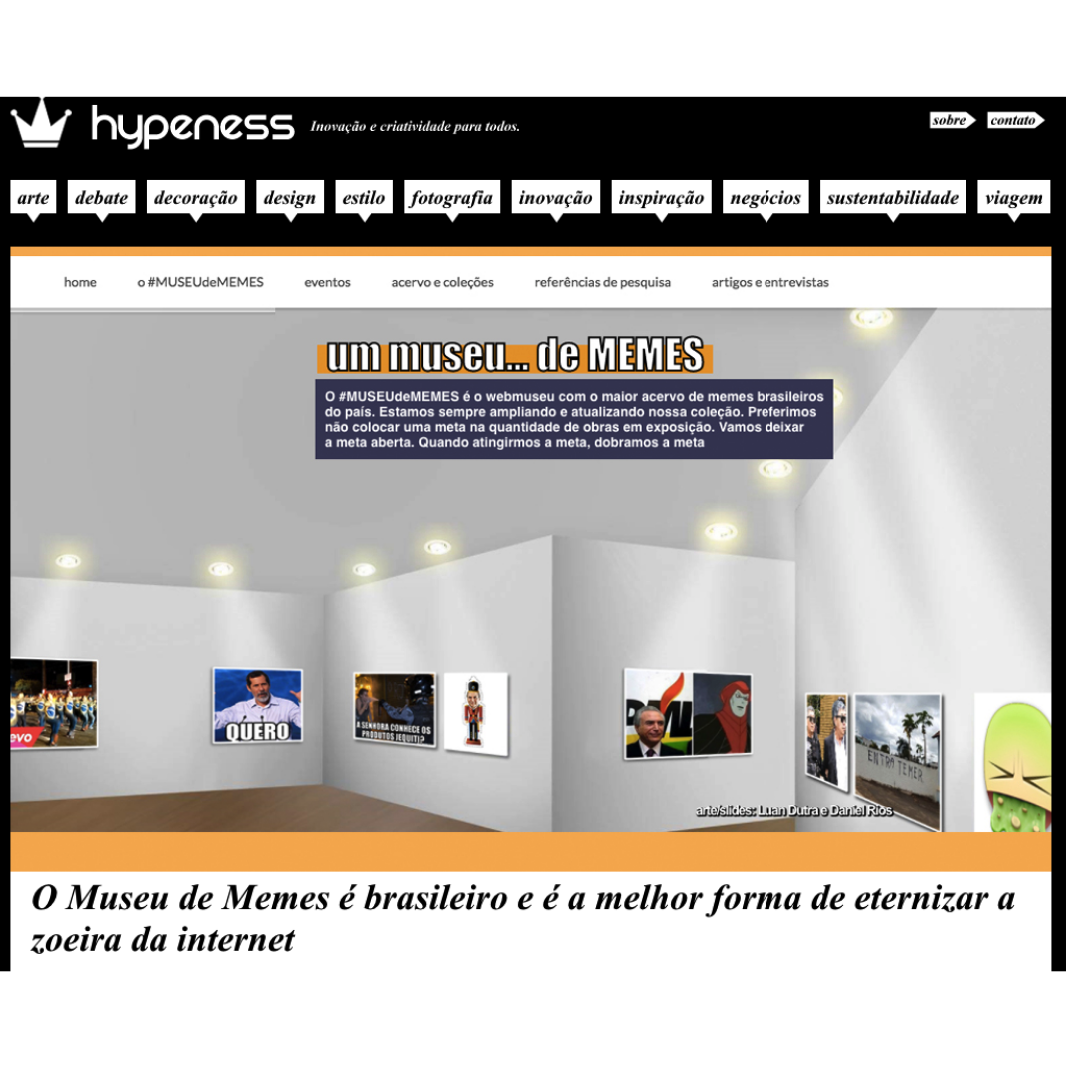 hypeness
Inovação e criatividade para todos.
sobre
contato
arte
debate
decoração
design
estilo
fotografia
inovação
inspiração
negócios
sustentabilidade
viagem
home
o #MUSEUdeMEMES
eventos
acervo e coleções
referências de pesquisa
artigos e entrevistas
um museu... de MEMES
O #MUSEUdeMEMES é o webmuseu com o maior acervo de memes brasileiros
do país. Estamos sempre ampliando e atualizando nossa coleção. Preferimos
não colocar uma meta na quantidade de obras em exposição. Vamos deixar
a meta aberta. Quando atingirmos a meta, dobramos a meta
evo
QUERO
A SENHORA CONHECE OS
PRODUTOS JEQUITI?
ENTRA TEMER
arte/slides: Luan Dutra e Daniel Rios
O Museu de Memes é brasileiro e é a melhor forma de eternizar a
zoeira da internet